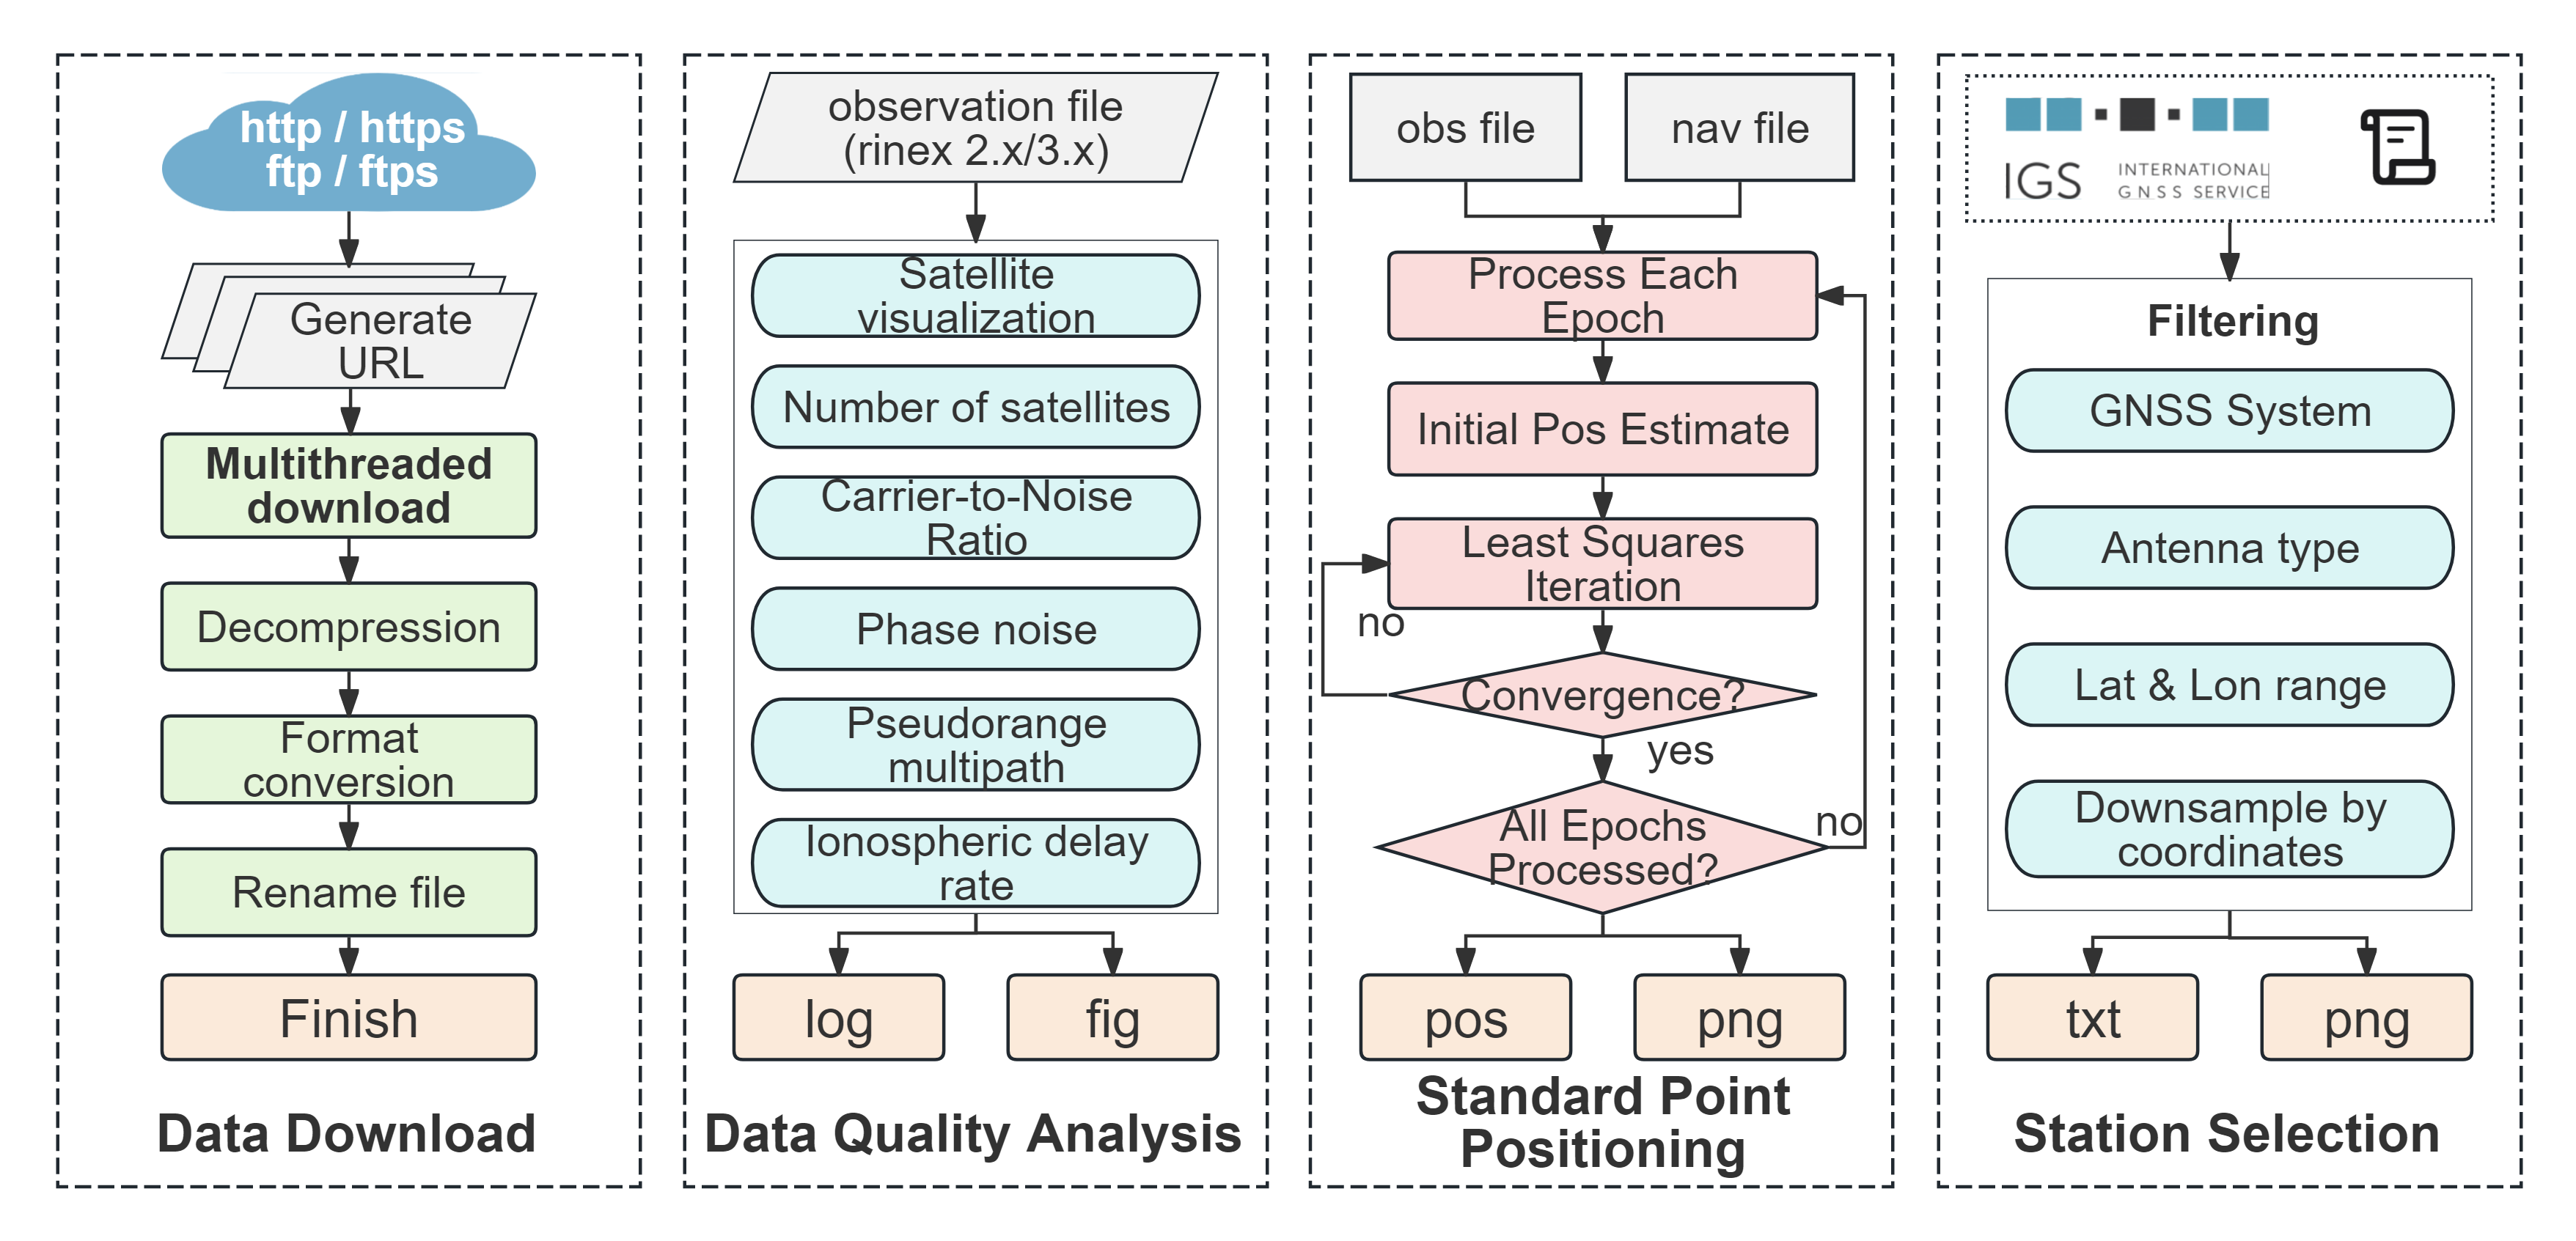 http / https
ftp / ftps
Generate
URL
Multithreaded
download
Decompression
Format
conversion
Rename file
Finish
Data Download
observation file
(rinex 2.x/3.x)
Satellite
visualization
Number of satellites
Carrier-to-Noise
Ratio
Phase noise
Pseudorange
multipath
Ionospheric delay
rate
log
fig
Data Quality Analysis
obs file
nav file
Process Each
Epoch
Initial Pos Estimate
Least Squares
Iteration
no
Convergence?
yes
All Epochs
Processed?
no
pos
png
Standard Point
Positioning
IGS
INTERNATIONAL
GNSS SERVICE
Filtering
GNSS System
Antenna type
Lat & Lon range
Downsample by
coordinates
txt
png
Station Selection